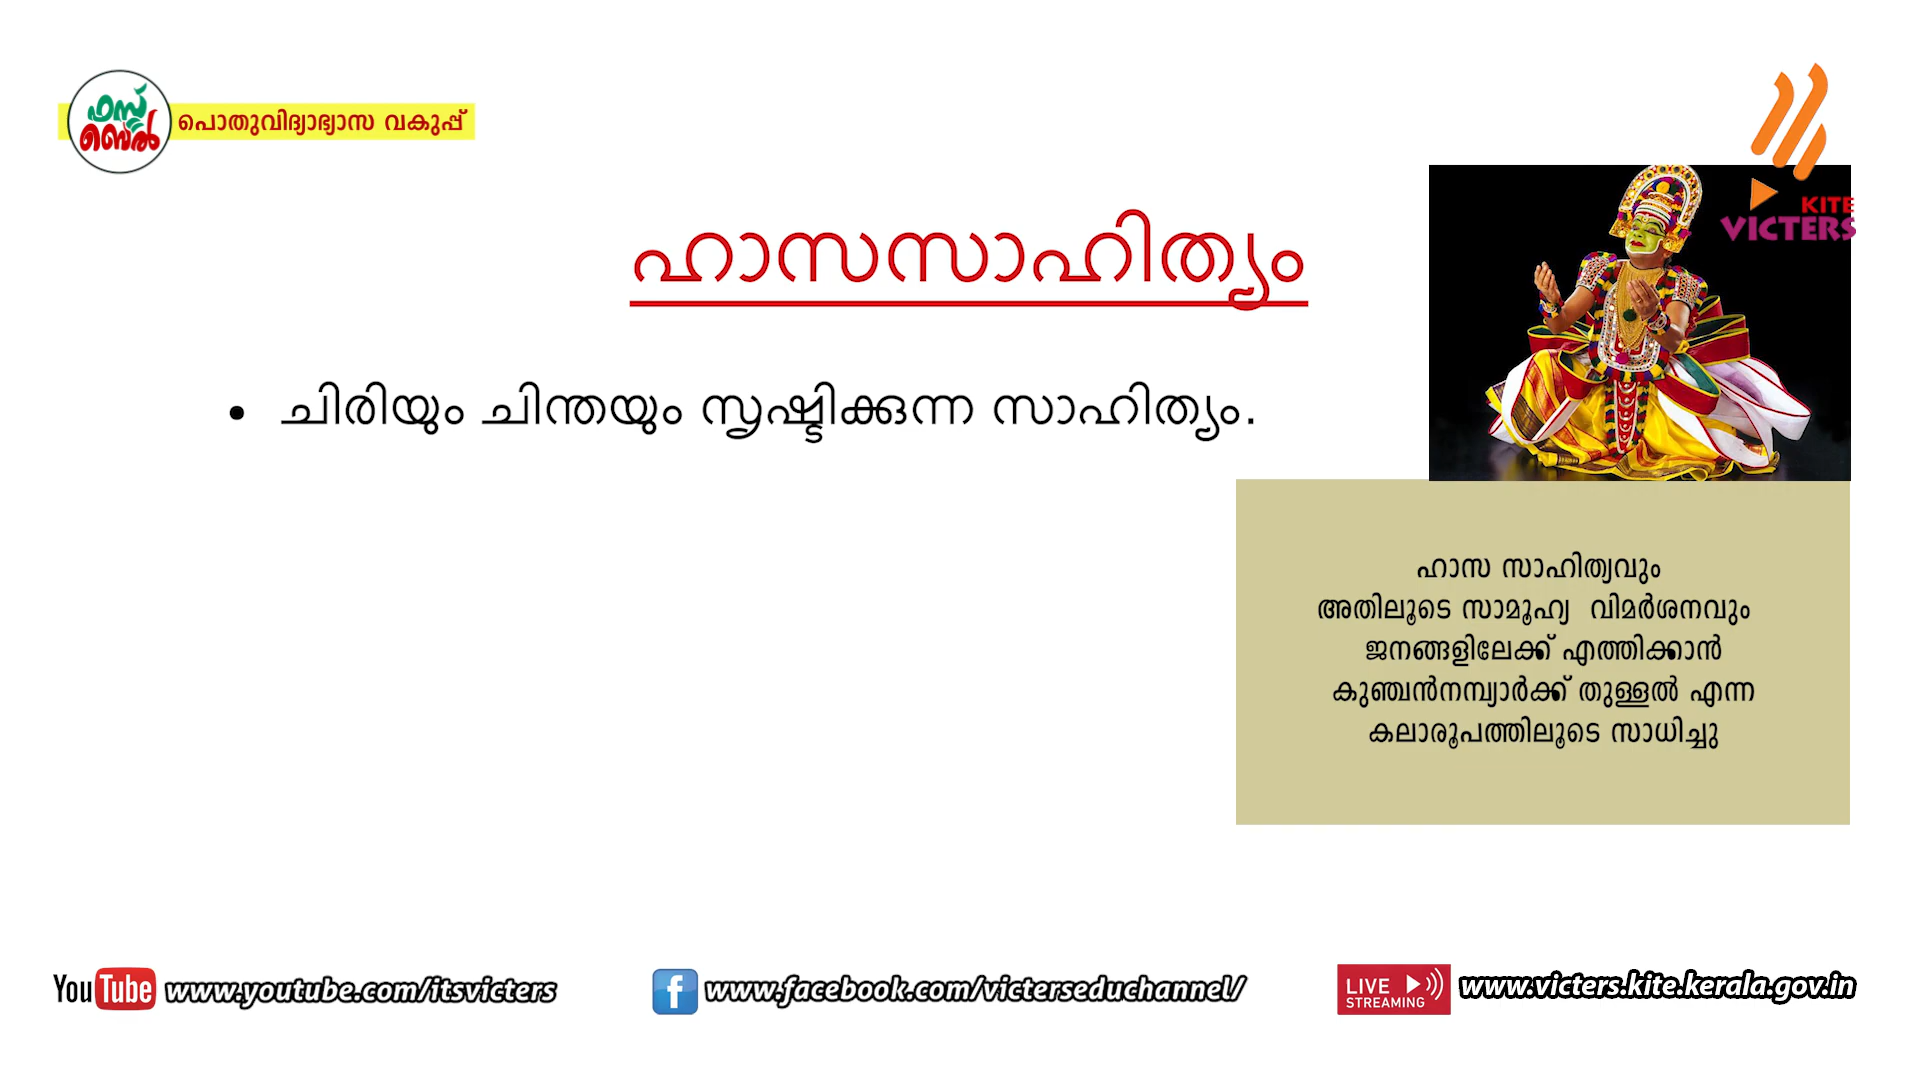 ഫസ്റ്റ്
ബെൽ
പൊതുവിദ്യാഭ്യാസ വകുപ്പ്
KITE
VICTERS
ഹാസസാഹിത്യം
• ചിരിയും ചിന്തയും സൃഷ്ടിക്കുന്ന സാഹിത്യം.
ഹാസ സാഹിത്യവും
അതിലൂടെ സാമൂഹ്യ വിമർശനവും
ജനങ്ങളിലേക്ക് എത്തിക്കാൻ
കുഞ്ചൻനമ്പ്യാർക്ക് തുള്ളൽ എന്ന
കലാരൂപത്തിലൂടെ സാധിച്ചു
YouTube www.youtube.com/itsvicters
f www.facebook.com/victerseduchannel/
LIVE
STREAMING
www.victers.kite.kerala.gov.in